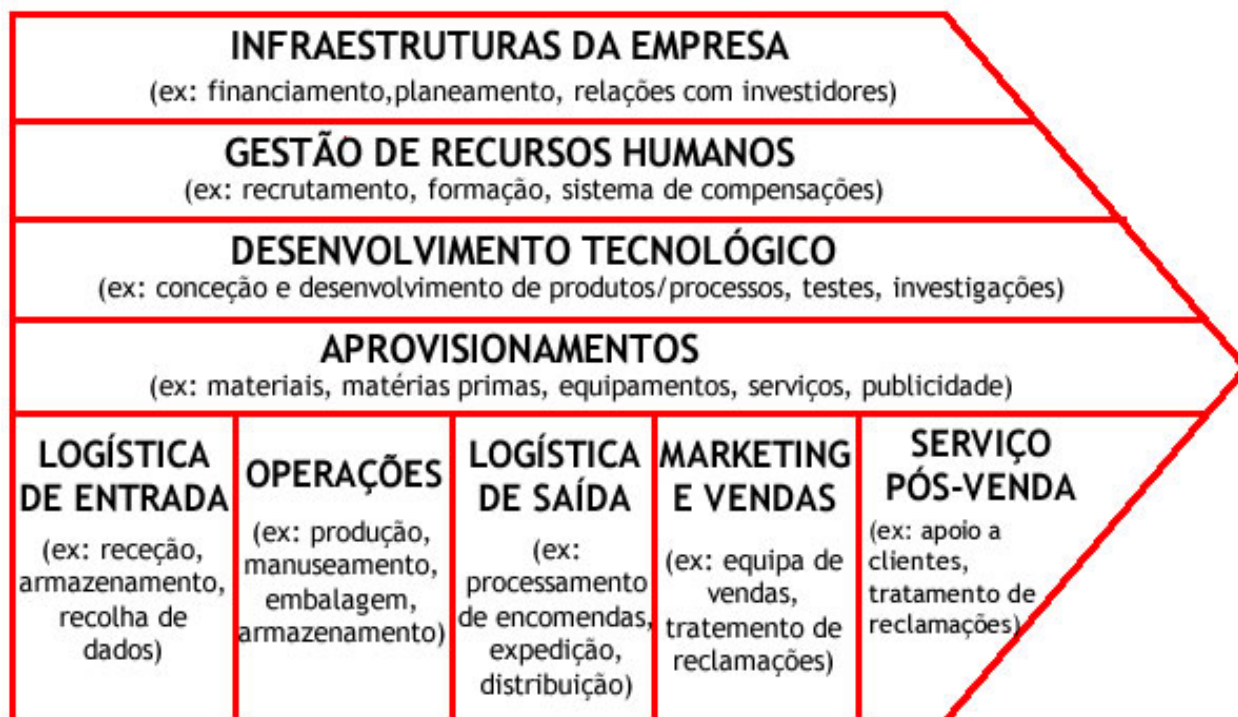 INFRAESTRUTURAS DA EMPRESA
(ex: financiamento,planeamento, relações com investidores)
GESTÃO DE RECURSOS HUMANOS
(ex: recrutamento, formação, sistema de compensações)
DESENVOLVIMENTO TECNOLÓGICO
(ex: conceção e desenvolvimento de produtos/processos, testes, investigações)
APROVISIONAMENTOS
(ex: materiais, matérias primas, equipamentos, serviços, publicidade)
LOGÍSTICA
DE ENTRADA
(ex: receção,
armazenamento,
recolha de
dados)
OPERAÇÕES
(ex: produção,
manuseamento,
embalagem,
armazenamento)
LOGÍSTICA
DE SAÍDA
(ex:
processamento
de encomendas,
expedição,
distribuição)
MARKETING
E VENDAS
(ex: equipa de
vendas,
tratemento de
reclamações)
SERVIÇO
PÓS-VENDA
(ex: apoio a
clientes,
tratamento de
reclamações)